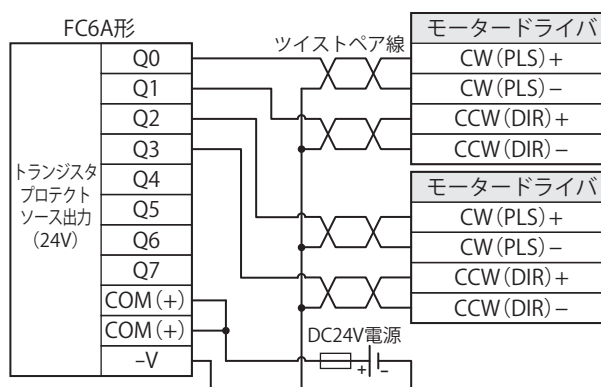 FC6A形
トランジスタ
プロテクト
ソース出力
(24V)
Q0
Q1
Q2
Q3
Q4
Q5
Q6
Q7
COM(+)
COM(+)
–V
ツイストペア線
モータードライバ
CW(PLS)+
CW(PLS)−
CCW(DIR)+
CCW(DIR)−
モータードライバ
CW(PLS)+
CW(PLS)−
CCW(DIR)+
CCW(DIR)−
DC24V電源
+ −